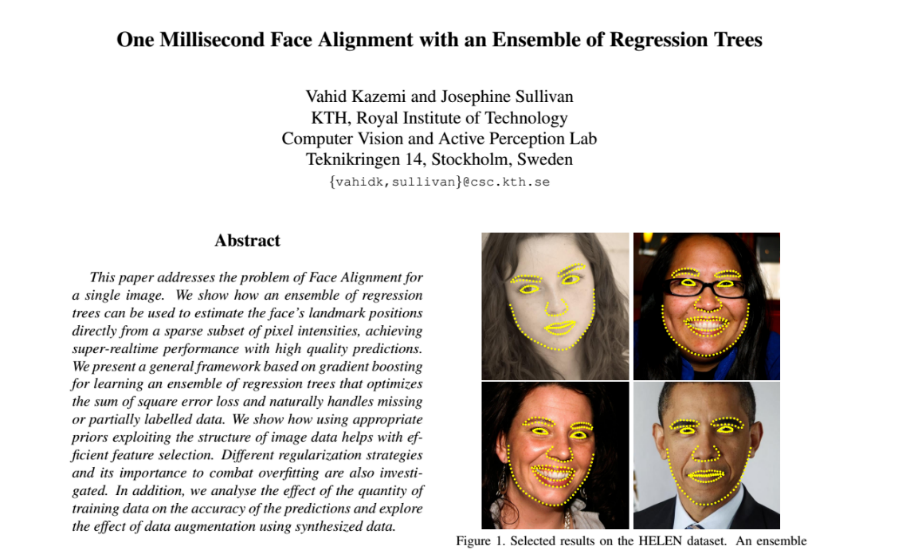 One Millisecond Face Alignment with an Ensemble of Regression Trees
Vahid Kazemi and Josephine Sullivan
KTH, Royal Institute of Technology
Computer Vision and Active Perception Lab
Teknikringen 14, Stockholm, Sweden
{vahidk,sullivan}@csc.kth.se
Abstract
This paper addresses the problem of Face Alignment for
a single image. We show how an ensemble of regression
trees can be used to estimate the face's landmark positions
directly from a sparse subset of pixel intensities, achieving
super-realtime performance with high quality predictions.
We present a general framework based on gradient boosting
for learning an ensemble of regression trees that optimizes
the sum of square error loss and naturally handles missing
or partially labelled data. We show how using appropriate
priors exploiting the structure of image data helps with ef-
ficient feature selection. Different regularization strategies
and its importance to combat overfitting are also investi-
gated. In addition, we analyse the effect of the quantity of
training data on the accuracy of the predictions and explore
the effect of data augmentation using synthesized data.
Figure 1. Selected results on the HELEN dataset. An ensemble